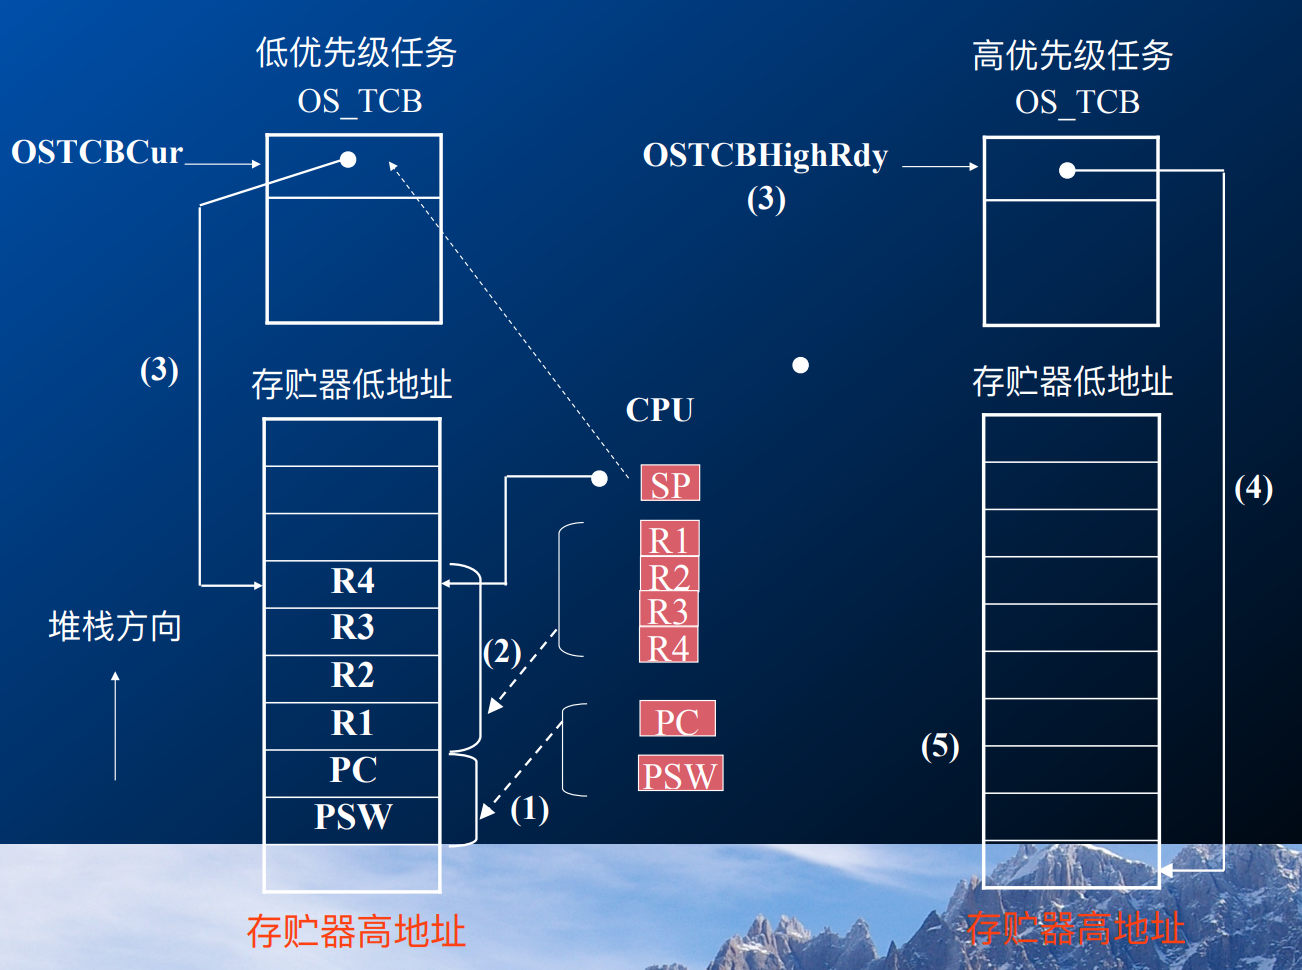 低优先级任务
OS_TCB
OSTCBCur
(3)
存贮器低地址
R4
R3
R2
R1
PC
PSW
堆栈方向
存贮器高地址
(2)
(1)
CPU
SP
R1
R2
R3
R4
PC
PSW
高优先级任务
OS_TCB
OSTCBHighRdy
(3)
存贮器低地址
(4)
(5)
存贮器高地址